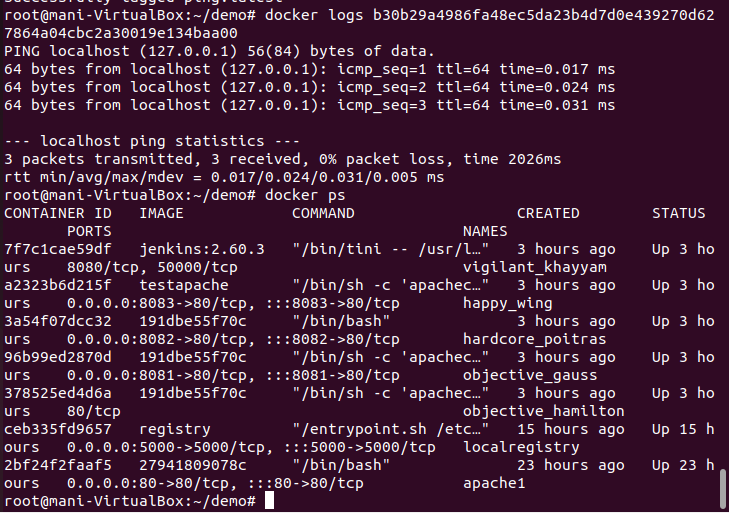 root@mani-VirtualBox:~/demo# docker logs b30b29a4986fa48ec5da23b4d7d0e439270d62
7864a04cbc2a30019e134baa00
PING localhost (127.0.0.1) 56(84) bytes of data.
64 bytes from localhost (127.0.0.1): icmp_seq=1 ttl=64 time=0.017 ms
64 bytes from localhost (127.0.0.1): icmp_seq=2 ttl=64 time=0.024 ms
64 bytes from localhost (127.0.0.1): icmp_seq=3 ttl=64 time=0.031 ms
--- localhost ping statistics ---
3 packets transmitted, 3 received, 0% packet loss, time 2026ms
rtt min/avg/max/mdev = 0.017/0.024/0.031/0.005 ms
root@mani-VirtualBox:~/demo# docker ps
CONTAINER ID   IMAGE          COMMAND                  CREATED        STATUS
       PORTS                                       NAMES
7f7c1cae59df   jenkins:2.60.3   "/bin/tini -- /usr/l…"   3 hours ago    Up 3 ho
urs    8080/tcp, 50000/tcp                         vigilant_khayyam
a2323b6d215f   testapache     "/bin/sh -c 'apachec…"   3 hours ago    Up 3 ho
urs    0.0.0.0:8083->80/tcp, :::8083->80/tcp       happy_wing
3a54f07dcc32   191dbe55f70c   "/bin/bash"              3 hours ago    Up 3 ho
urs    0.0.0.0:8082->80/tcp, :::8082->80/tcp       hardcore_poitras
96b99ed2870d   191dbe55f70c   "/bin/sh -c 'apachec…"   3 hours ago    Up 3 ho
urs    0.0.0.0:8081->80/tcp, :::8081->80/tcp       objective_gauss
378525ed4d6a   191dbe55f70c   "/bin/sh -c 'apachec…"   3 hours ago    Up 3 ho
urs    80/tcp                                      objective_hamilton
ceb335fd9657   registry       "/entrypoint.sh /etc…"   15 hours ago   Up 15 h
ours   0.0.0.0:5000->5000/tcp, :::5000->5000/tcp   localregistry
2bf24f2faaf5   27941809078c   "/bin/bash"              23 hours ago   Up 23 h
ours   0.0.0.0:80->80/tcp, :::80->80/tcp           apache1
root@mani-VirtualBox:~/demo#